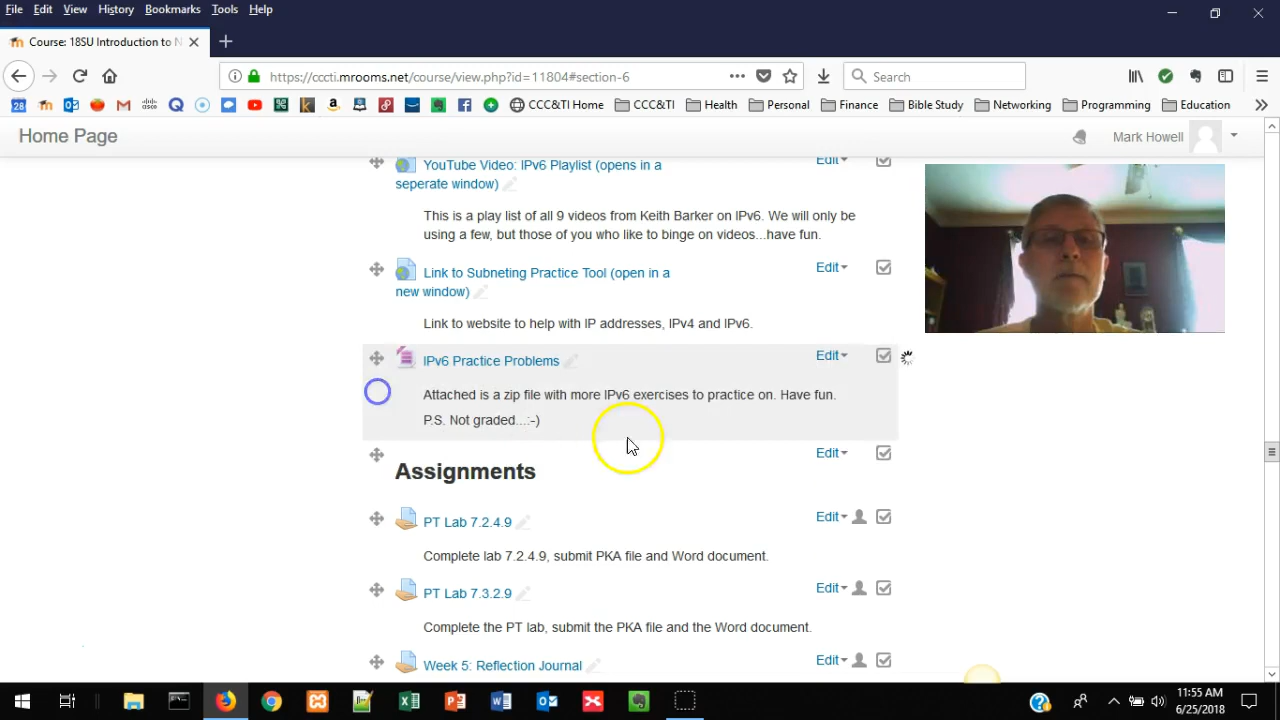 File Edit View History Bookmarks Tools Help
Course: 18SU Introduction to N
https://cccti.mrooms.net/course/view.php?id=11804#section-6
Search
28
CCC&TI Home CCC&TI Health Personal Finance Bible Study Networking Programming Education
Home Page
Mark Howell
YouTube Video: IPv6 Playlist (opens in a
seperate window)
Edit
This is a play list of all 9 videos from Keith Barker on IPv6. We will only be
using a few, but those of you who like to binge on videos...have fun.
Link to Subneting Practice Tool (open in a
new window)
Edit
Link to website to help with IP addresses, IPv4 and IPv6.
IPv6 Practice Problems
Edit
Attached is a zip file with more IPv6 exercises to practice on. Have fun.
P.S. Not graded...:-)
Assignments
Edit
PT Lab 7.2.4.9
Edit
Complete lab 7.2.4.9, submit PKA file and Word document.
PT Lab 7.3.2.9
Edit
Complete the PT lab, submit the PKA file and the Word document.
Week 5: Reflection Journal
Edit
11:55 AM
6/25/2018